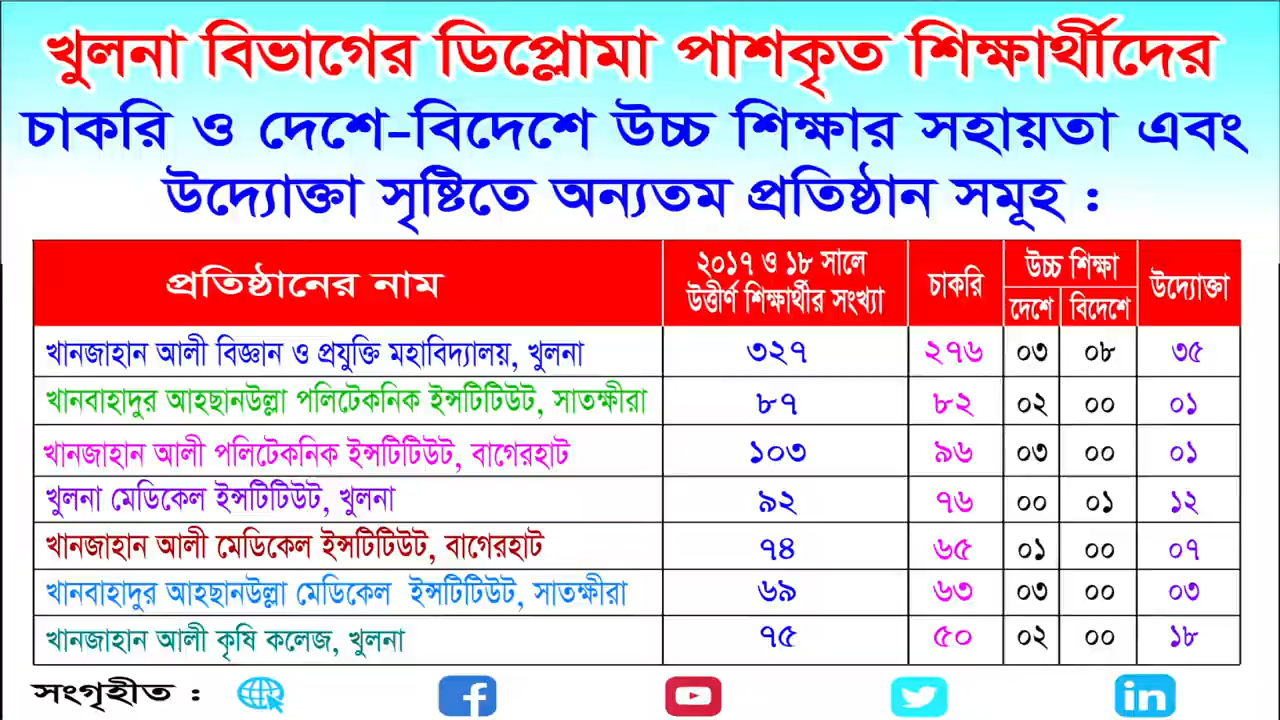 খুলনা বিভাগের ডিপ্লোমা পাশকৃত শিক্ষার্থীদের
চাকরি ও দেশে-বিদেশে উচ্চ শিক্ষার সহায়তা এবং
উদ্যোক্তা সৃষ্টিতে অন্যতম প্রতিষ্ঠান সমূহ :
প্রতিষ্ঠানের নাম ২০১৭ ও ১৮ সালে উত্তীর্ণ শিক্ষার্থীর সংখ্যা চাকরি উচ্চ শিক্ষা দেশে বিদেশে উদ্যোক্তা
খানজাহান আলী বিজ্ঞান ও প্রযুক্তি মহাবিদ্যালয়, খুলনা ৩২৭ ২৭৬ ০৩ ০৮ ৩৫
খানবাহাদুর আহছানউল্লা পলিটেকনিক ইন্সটিটিউট, সাতক্ষীরা ৮৭ ৮২ ০২ ০০ ০১
খানজাহান আলী পলিটেকনিক ইন্সটিটিউট, বাগেরহাট ১০৩ ৯৬ ০৩ ০০ ০১
খুলনা মেডিকেল ইন্সটিটিউট, খুলনা ৯২ ৭৬ ০০ ০১ ১২
খানজাহান আলী মেডিকেল ইন্সটিটিউট, বাগেরহাট ৭৪ ৬৫ ০১ ০০ ০৭
খানবাহাদুর আহছানউল্লা মেডিকেল ইন্সটিটিউট, সাতক্ষীরা ৬৯ ৬৩ ০৩ ০০ ০৩
খানজাহান আলী কৃষি কলেজ, খুলনা ৭৫ ৫০ ০২ ০০ ১৮
সংগৃহীত :